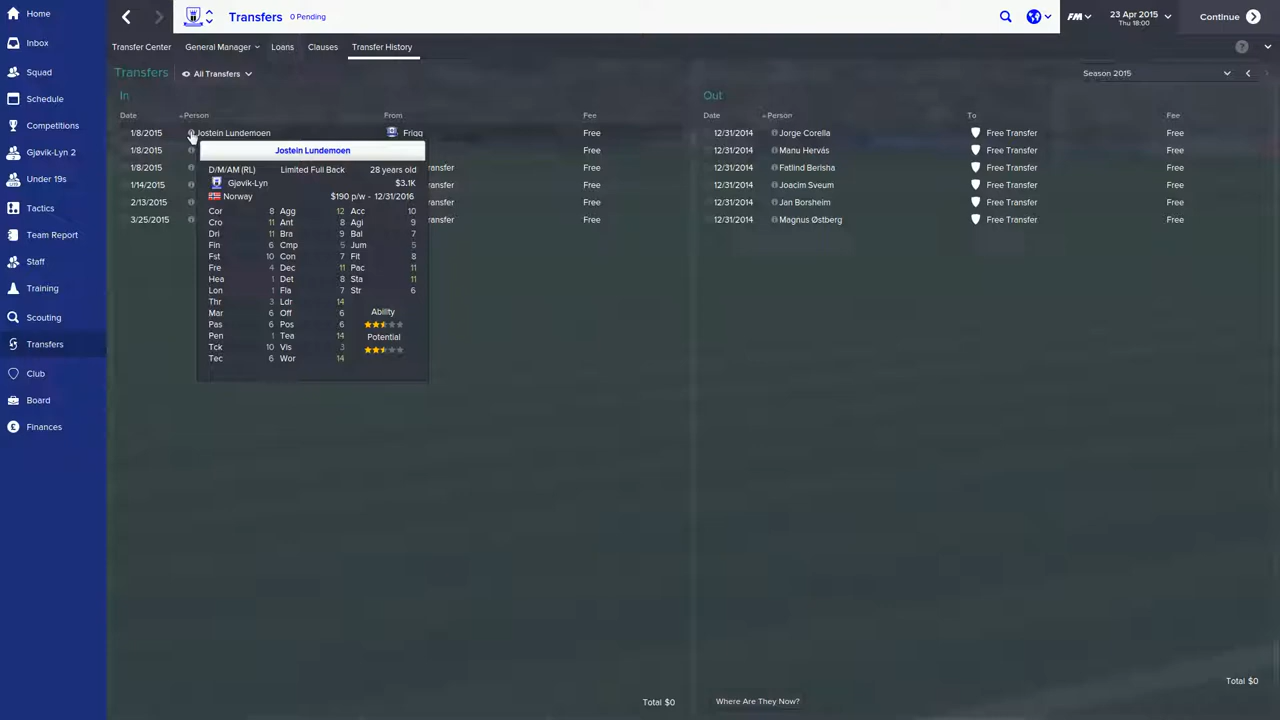 Home
Inbox
Squad
Schedule
Competitions
Gjøvik-Lyn 2
Under 19s
Tactics
Team Report
Staff
Training
Scouting
Transfers
Club
Board
Finances
Transfers 0 Pending
FM 23 Apr 2015 Thu 18:00 Continue
Transfer Center General Manager Loans Clauses Transfer History
Transfers All Transfers Season 2015
In
Date Person From Fee
1/8/2015 Jostein Lundemoen Frigg Free
1/8/2015 Free
1/8/2015 ransfer Free
1/14/2015 ransfer Free
2/13/2015 ransfer Free
3/25/2015 ransfer Free
Jostein Lundemoen
D/M/AM (RL) Limited Full Back 28 years old
Gjøvik-Lyn $3.1K
Norway $190 p/w - 12/31/2016
Cor 8 Agg 12 Acc 10
Cro 11 Ant 8 Agi 9
Dri 11 Bra 9 Bal 7
Fin 6 Cmp 5 Jum 5
Fst 10 Con 7 Fit 8
Fre 4 Dec 11 Pac 11
Hea 1 Det 8 Sta 11
Lon 1 Fla 7 Str 6
Thr 3 Ldr 14
Mar 6 Off 6 Ability
Pas 6 Pos 6
Pen 1 Tea 14 Potential
Tck 10 Vis 3
Tec 6 Wor 14
Total $0
Out
Date Person To Fee
12/31/2014 Jorge Corella Free Transfer Free
12/31/2014 Manu Hervás Free Transfer Free
12/31/2014 Fatlind Berisha Free Transfer Free
12/31/2014 Joacim Sveum Free Transfer Free
12/31/2014 Jan Borsheim Free Transfer Free
12/31/2014 Magnus Østberg Free Transfer Free
Total $0
Where Are They Now?